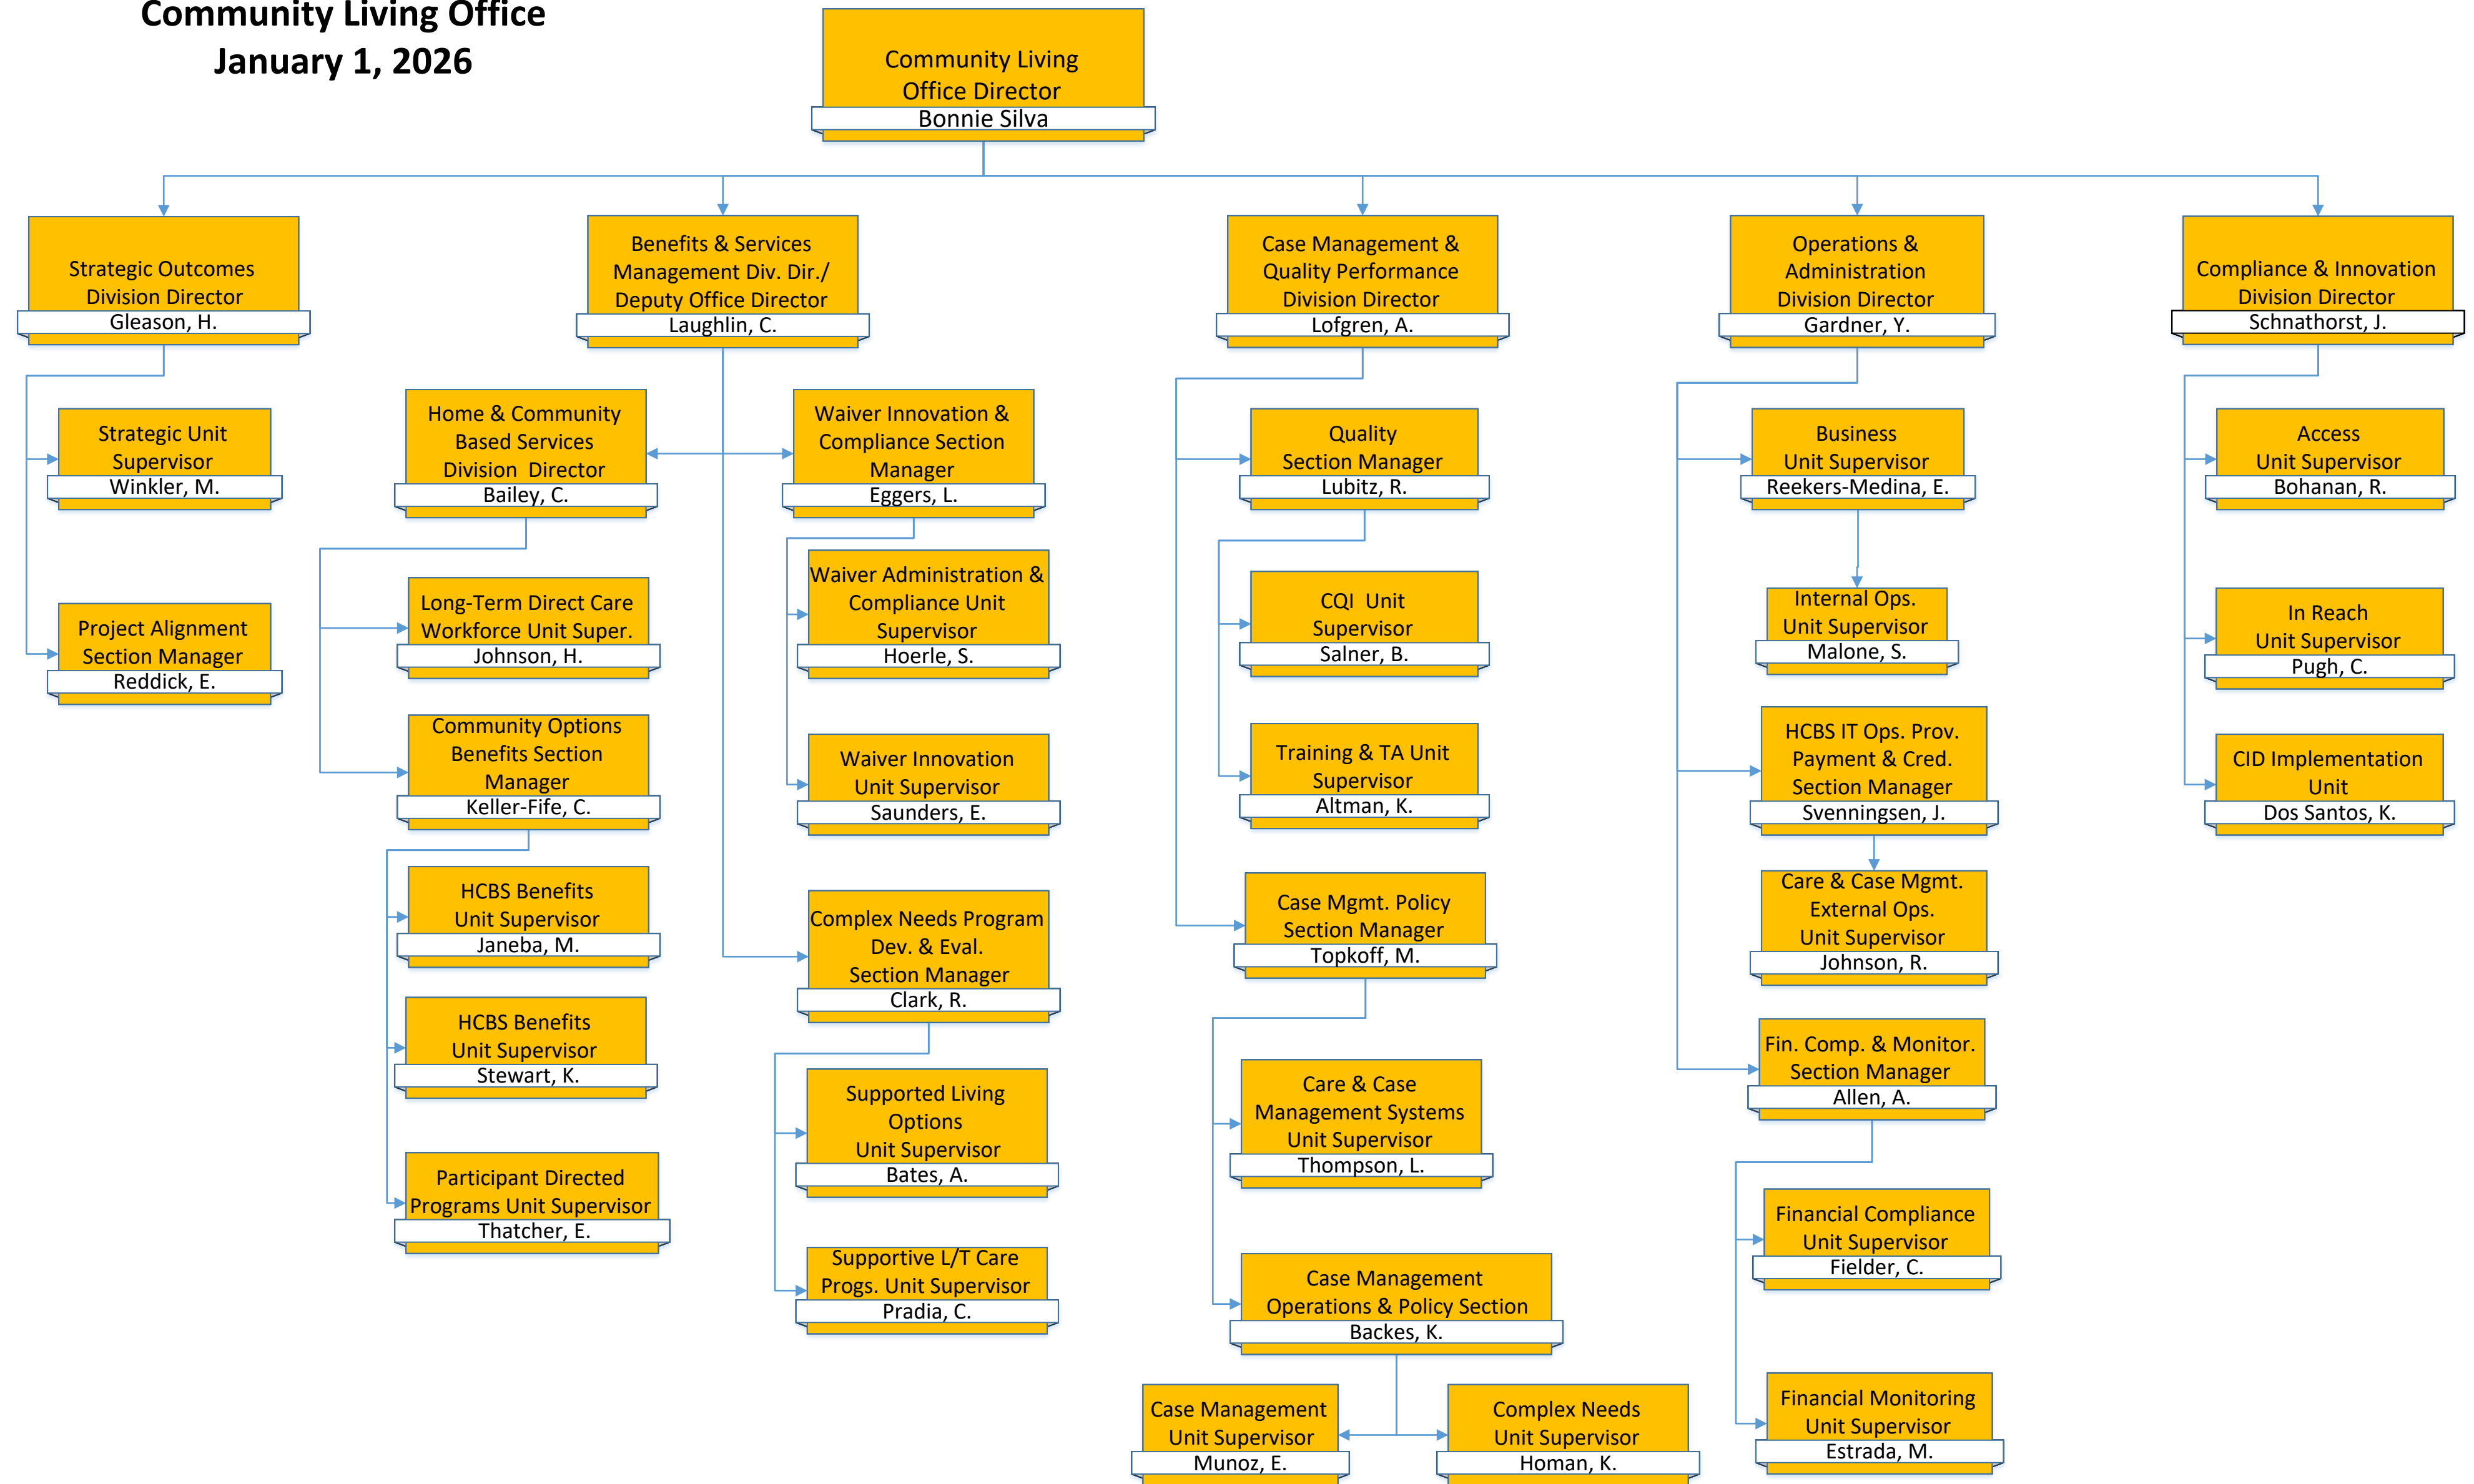 Community Living Office
January 1, 2026
Community Living
Office Director
Bonnie Silva
Strategic Outcomes
Division Director
Gleason, H.
Benefits & Services
Management Div. Dir./
Deputy Office Director
Laughlin, C.
Case Management &
Quality Performance
Division Director
Lofgren, A.
Operations &
Administration
Division Director
Gardner, Y.
Compliance & Innovation
Division Director
Schnathorst, J.
Strategic Unit
Supervisor
Winkler, M.
Project Alignment
Section Manager
Reddick, E.
Home & Community
Based Services
Division  Director
Bailey, C.
Long-Term Direct Care
Workforce Unit Super.
Johnson, H.
Community Options
Benefits Section
Manager
Keller-Fife, C.
HCBS Benefits
Unit Supervisor
Janeba, M.
HCBS Benefits
Unit Supervisor
Stewart, K.
Participant Directed
Programs Unit Supervisor
Thatcher, E.
Waiver Innovation &
Compliance Section
Manager
Eggers, L.
Waiver Administration &
Compliance Unit
Supervisor
Hoerle, S.
Waiver Innovation
Unit Supervisor
Saunders, E.
Complex Needs Program
Dev. & Eval.
Section Manager
Clark, R.
Supported Living
Options
Unit Supervisor
Bates, A.
Supportive L/T Care
Progs. Unit Supervisor
Pradia, C.
Quality
Section Manager
Lubitz, R.
CQI  Unit
Supervisor
Salner, B.
Training & TA Unit
Supervisor
Altman, K.
Case Mgmt. Policy
Section Manager
Topkoff, M.
Care & Case
Management Systems
Unit Supervisor
Thompson, L.
Case Management
Operations & Policy Section
Backes, K.
Case Management
Unit Supervisor
Munoz, E.
Complex Needs
Unit Supervisor
Homan, K.
Business
Unit Supervisor
Reekers-Medina, E.
Internal Ops.
Unit Supervisor
Malone, S.
HCBS IT Ops. Prov.
Payment & Cred.
Section Manager
Svenningsen, J.
Care & Case Mgmt.
External Ops.
Unit Supervisor
Johnson, R.
Fin. Comp. & Monitor.
Section Manager
Allen, A.
Financial Compliance
Unit Supervisor
Fielder, C.
Financial Monitoring
Unit Supervisor
Estrada, M.
Access
Unit Supervisor
Bohanan, R.
In Reach
Unit Supervisor
Pugh, C.
CID Implementation
Unit
Dos Santos, K.